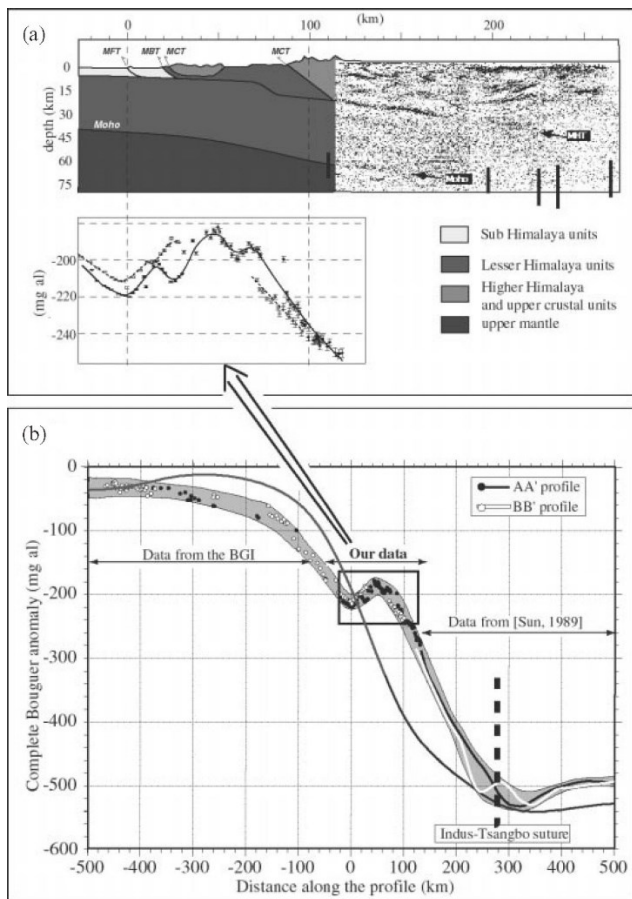 (a)
(km)
0 100 200
MFT MBT MCT MCT
0
15
30
45
60
75
depth (km)
Moho
MHT
Moho
-200
-220
-240
(mg al)
Sub Himalaya units
Lesser Himalaya units
Higher Himalaya
and upper crustal units
upper mantle
(b)
0
-100
-200
-300
-400
-500
-600
Complete Bouguer anomaly (mg al)
AA' profile
BB' profile
Data from the BGI
Our data
Data from [Sun, 1989]
Indus-Tsangbo suture
-500 -400 -300 -200 -100 0 100 200 300 400 500
Distance along the profile (km)